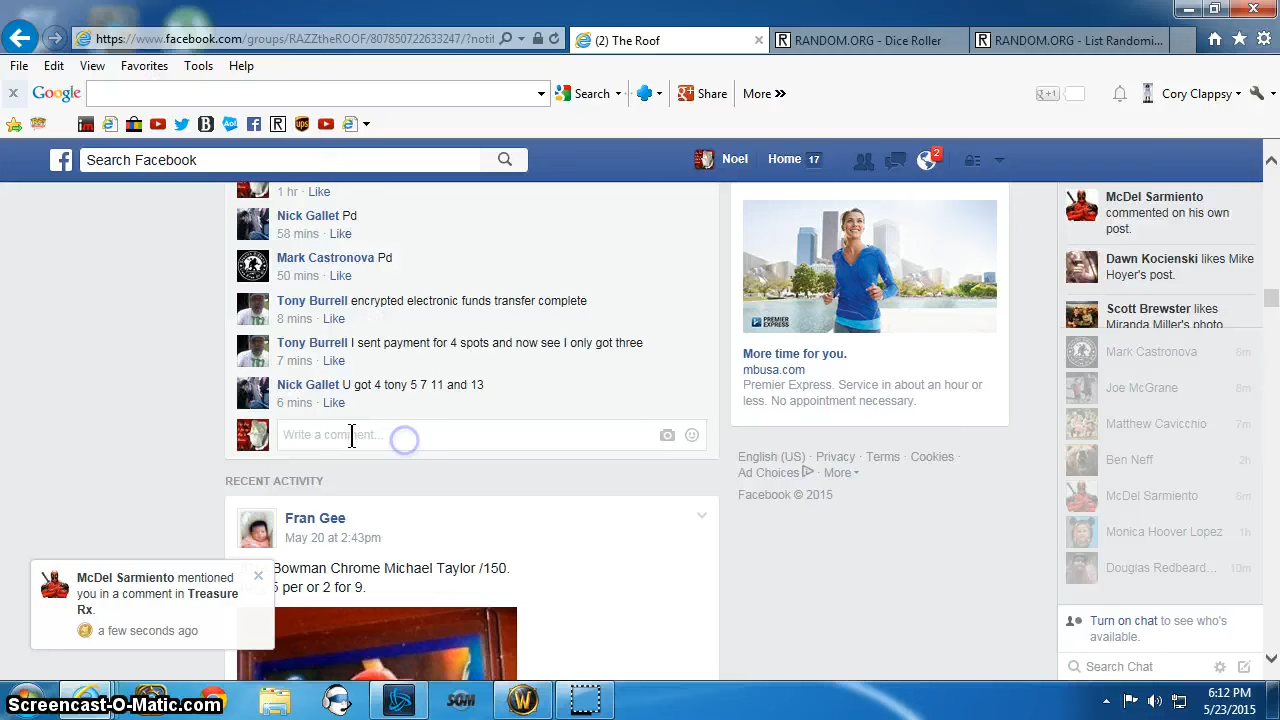 https://www.facebook.com/groups/RAZZtheROOF/807850722633247/?notif
(2) The Roof
RANDOM.ORG - Dice Roller
RANDOM.ORG - List Randomi...
File Edit View Favorites Tools Help
x Google Search Share More »
g+1
Cory Clappsy
Search Facebook
Noel Home 17
2
1 hr · Like
Nick Gallet Pd
58 mins · Like
Mark Castronova Pd
50 mins · Like
Tony Burrell encrypted electronic funds transfer complete
8 mins · Like
Tony Burrell I sent payment for 4 spots and now see I only got three
7 mins · Like
Nick Gallet U got 4 tony 5 7 11 and 13
6 mins · Like
Write a comment...
RECENT ACTIVITY
Fran Gee
May 20 at 2:43pm
Bowman Chrome Michael Taylor /150.
5 per or 2 for 9.
McDel Sarmiento mentioned
you in a comment in Treasure
Rx.
a few seconds ago
PREMIER
EXPRESS
More time for you.
mbusa.com
Premier Express. Service in about an hour or
less. No appointment necessary.
English (US) · Privacy · Terms · Cookies ·
Ad Choices · More
Facebook © 2015
McDel Sarmiento
commented on his own
post.
Dawn Kocienski likes Mike
Hoyer's post.
Scott Brewster likes
Miranda Miller's photo
Mark Castronova 6m
Joe McGrane 8m
Matthew Cavicchio 7m
Ben Neff 2h
McDel Sarmiento 6m
Monica Hoover Lopez 1h
Douglas Redbeard... 10m
Turn on chat to see who's
available.
Search Chat
Screencast-O-Matic.com
6:12 PM
5/23/2015